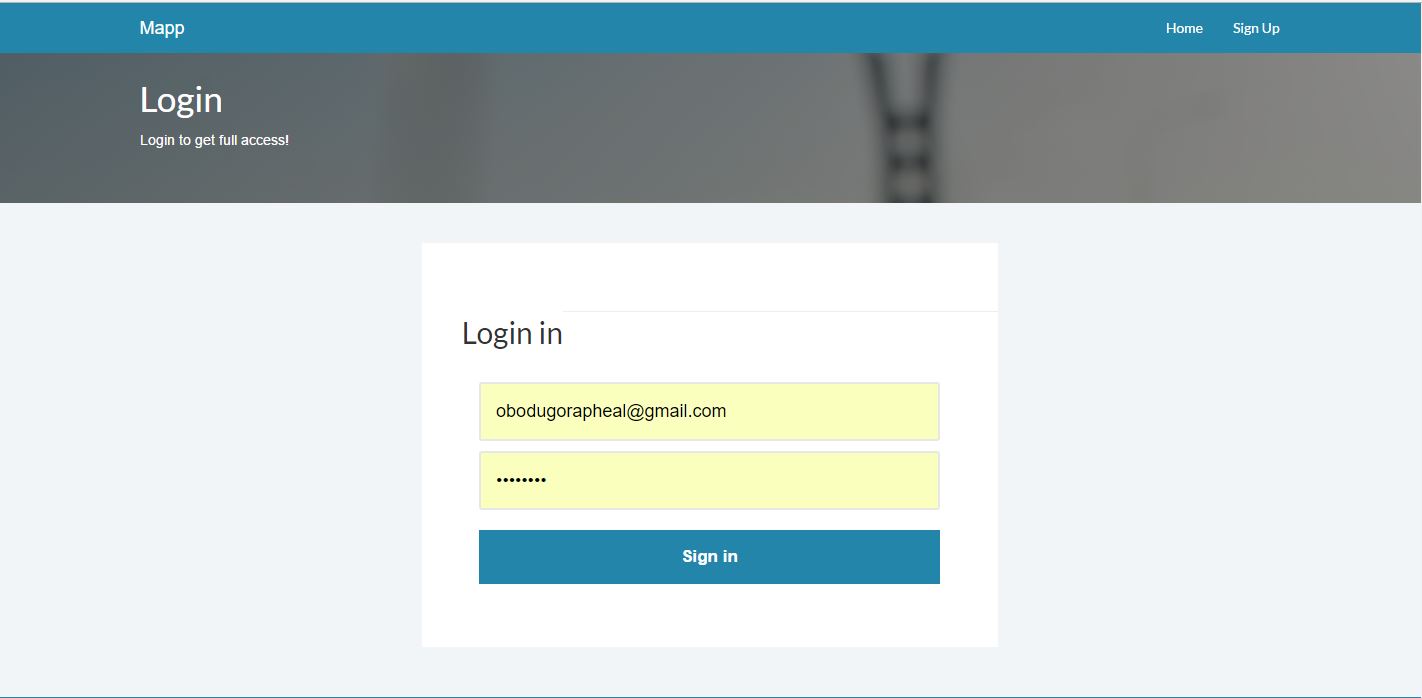 Mapp
Home
Sign Up
Login
Login to get full access!
Login in
obodugorapheal@gmail.com
••••••••
Sign in